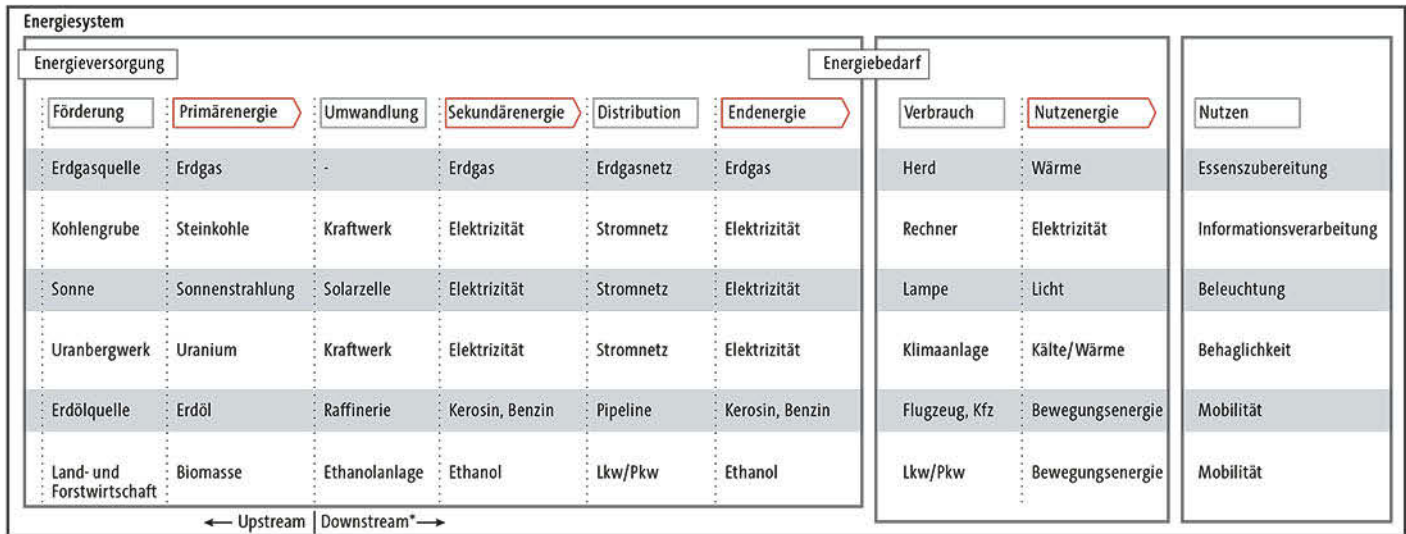 Energiesystem
Energieversorgung
Energiebedarf
Förderung Primärenergie Umwandlung Sekundärenergie Distribution Endenergie Verbrauch Nutzenergie Nutzen
Erdgasquelle Erdgas - Erdgas Erdgasnetz Erdgas Herd Wärme Essenszubereitung
Kohlengrube Steinkohle Kraftwerk Elektrizität Stromnetz Elektrizität Rechner Elektrizität Informationsverarbeitung
Sonne Sonnenstrahlung Solarzelle Elektrizität Stromnetz Elektrizität Lampe Licht Beleuchtung
Uranbergwerk Uranium Kraftwerk Elektrizität Stromnetz Elektrizität Klimaanlage Kälte/Wärme Behaglichkeit
Erdölquelle Erdöl Raffinerie Kerosin, Benzin Pipeline Kerosin, Benzin Flugzeug, Kfz Bewegungsenergie Mobilität
Land- und
Forstwirtschaft Biomasse Ethanolanlage Ethanol Lkw/Pkw Ethanol Lkw/Pkw Bewegungsenergie Mobilität
← Upstream | Downstream* →